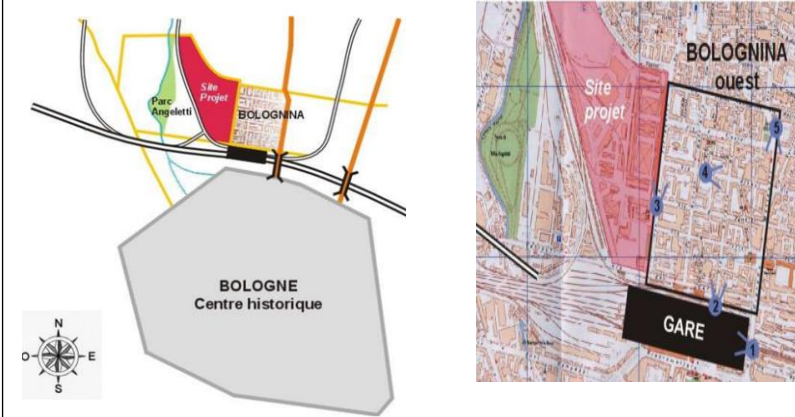 Site
Projet
Parc
Angeletti
BOLOGNINA
BOLOGNE
Centre historique
N
O
E
S
BOLOGNINA
ouest
Site
projet
5
4
3
2
GARE
1